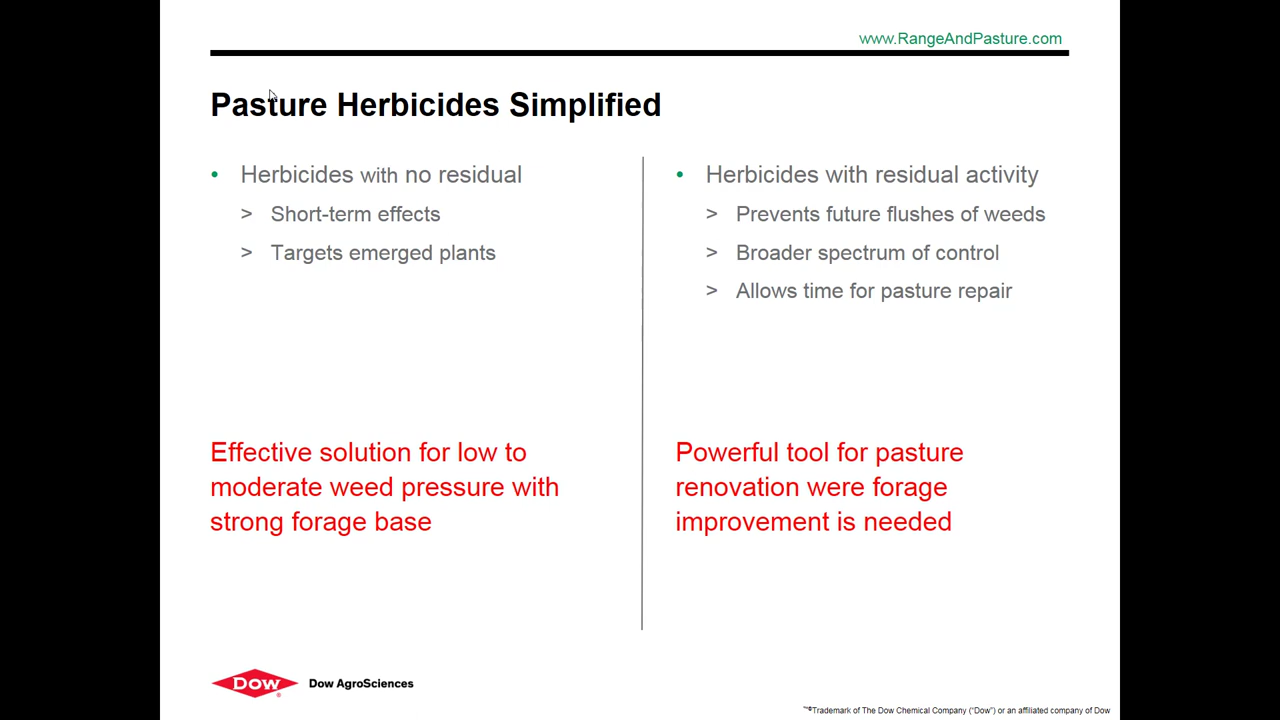 www.RangeAndPasture.com
Pasture Herbicides Simplified
• Herbicides with no residual
> Short-term effects
> Targets emerged plants
Effective solution for low to
moderate weed pressure with
strong forage base
• Herbicides with residual activity
> Prevents future flushes of weeds
> Broader spectrum of control
> Allows time for pasture repair
Powerful tool for pasture
renovation were forage
improvement is needed
DOW® Dow AgroSciences
™®Trademark of The Dow Chemical Company ("Dow") or an affiliated company of Dow